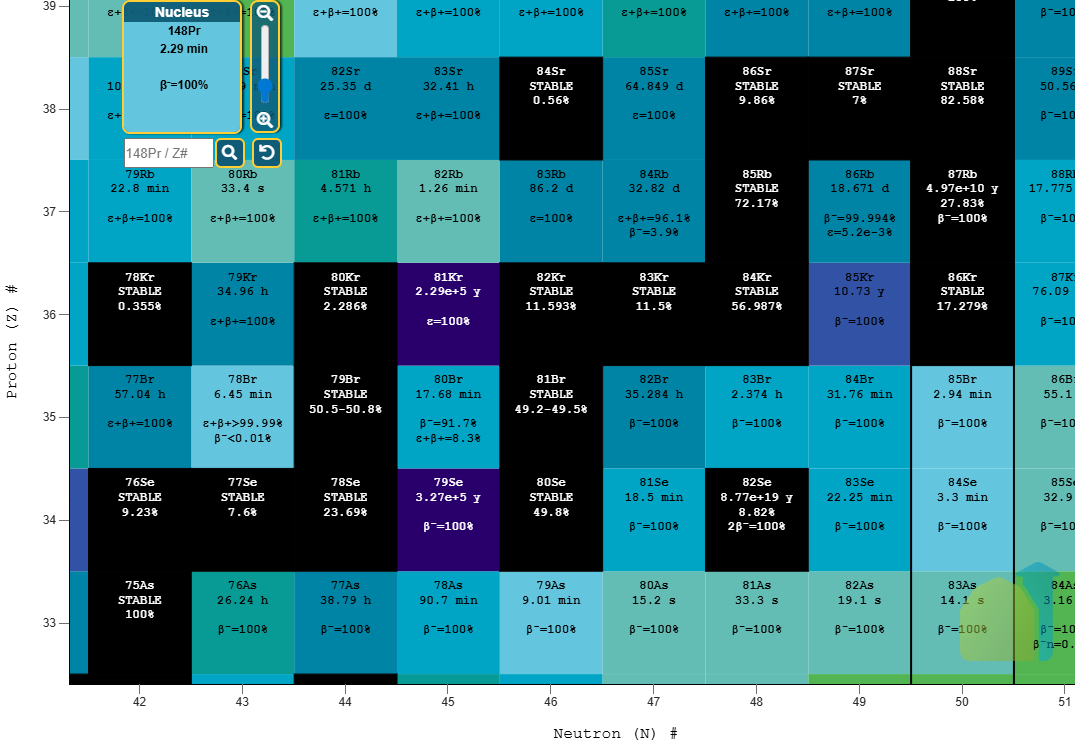 39
ε+β+=100%
ε+β+=100%
ε+β+=100%
ε+β+=100%
ε+β+=100%
ε+β+=100%
Nucleus
148Pr
2.29 min
β⁻=100%
148Pr / Z#
38
82Sr
25.35 d
ε=100%
83Sr
32.41 h
ε+β+=100%
84Sr
STABLE
0.56%
85Sr
64.849 d
ε=100%
86Sr
STABLE
9.86%
87Sr
STABLE
7%
88Sr
STABLE
82.58%
89S
50.56
β⁻=10
37
79Rb
22.8 min
ε+β+=100%
80Rb
33.4 s
ε+β+=100%
81Rb
4.571 h
ε+β+=100%
82Rb
1.26 min
ε+β+=100%
83Rb
86.2 d
ε=100%
84Rb
32.82 d
ε+β+=96.1%
β⁻=3.9%
85Rb
STABLE
72.17%
86Rb
18.671 d
β⁻=99.994%
ε=5.2e-3%
87Rb
4.97e+10 y
27.83%
β⁻=100%
88R
17.775
β⁻=10
36
78Kr
STABLE
0.355%
79Kr
34.96 h
ε+β+=100%
80Kr
STABLE
2.286%
81Kr
2.29e+5 y
ε=100%
82Kr
STABLE
11.593%
83Kr
STABLE
11.5%
84Kr
STABLE
56.987%
85Kr
10.73 y
β⁻=100%
86Kr
STABLE
17.279%
87K
76.09
β⁻=10
35
77Br
57.04 h
ε+β+=100%
78Br
6.45 min
ε+β+>99.99%
β⁻<0.01%
79Br
STABLE
50.5-50.8%
80Br
17.68 min
β⁻=91.7%
ε+β+=8.3%
81Br
STABLE
49.2-49.5%
82Br
35.284 h
β⁻=100%
83Br
2.374 h
β⁻=100%
84Br
31.76 min
β⁻=100%
85Br
2.94 min
β⁻=100%
86B
55.1
β⁻=10
34
76Se
STABLE
9.23%
77Se
STABLE
7.6%
78Se
STABLE
23.69%
79Se
3.27e+5 y
β⁻=100%
80Se
STABLE
49.8%
81Se
18.5 min
β⁻=100%
82Se
8.77e+19 y
8.82%
2β⁻=100%
83Se
22.25 min
β⁻=100%
84Se
3.3 min
β⁻=100%
85S
32.9
β⁻=10
33
75As
STABLE
100%
76As
26.24 h
β⁻=100%
77As
38.79 h
β⁻=100%
78As
90.7 min
β⁻=100%
79As
9.01 min
β⁻=100%
80As
15.2 s
β⁻=100%
81As
33.3 s
β⁻=100%
82As
19.1 s
β⁻=100%
83As
14.1 s
β⁻=100%
84A
3.16
β⁻=10
β⁻n=0.
42 43 44 45 46 47 48 49 50 51
Neutron (N) #
Proton (Z) #